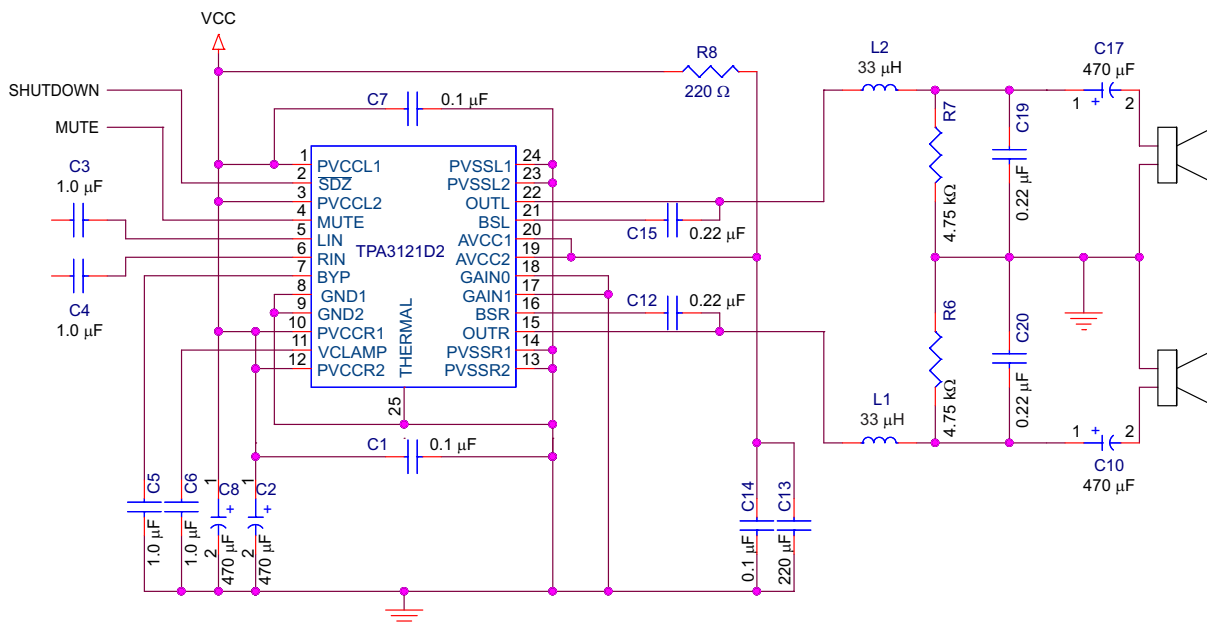 VCC
SHUTDOWN
MUTE
C7
0.1 μF
R8
220 Ω
L2
33 μH
C17
470 μF
1
+
2
R7
4.75 kΩ
C19
0.22 μF
C3
1.0 μF
C4
1.0 μF
1
2
3
4
5
6
7
8
9
10
11
12
PVCCL1
SDZ
PVCCL2
MUTE
LIN
RIN
BYP
GND1
GND2
PVCCR1
VCLAMP
PVCCR2
TPA3121D2
THERMAL
25
PVSSL1
PVSSL2
OUTL
BSL
AVCC1
AVCC2
GAIN0
GAIN1
BSR
OUTR
PVSSR1
PVSSR2
24
23
22
21
20
19
18
17
16
15
14
13
C15
0.22 μF
C12
0.22 μF
R6
4.75 kΩ
C20
0.22 μF
L1
33 μH
1
+
2
C10
470 μF
C1
0.1 μF
C5
1.0 μF
C6
1.0 μF
1
C8
+
2
470 μF
1
C2
+
2
470 μF
C14
0.1 μF
C13
220 μF